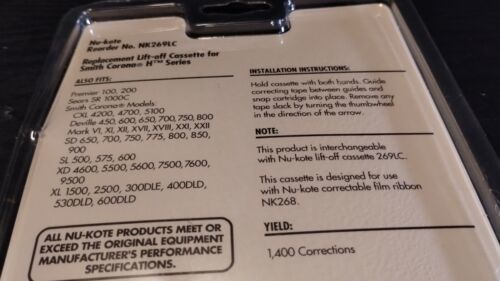 Nu-kote
Reorder No. NK269LC
Replacement Lift-off Cassette for
Smith Corona® H™ Series
ALSO FITS:
Premier 100, 200
Sears SR 1000C
Smith Corona® Models:
CXL 4200, 4700, 5100
Deville 450, 600, 650, 700, 750, 800
Mark VI, XI, XII, XVII, XVIII, XXI, XXII
SD 650, 700, 750, 775, 800, 850,
900
SL 500, 575, 600
XD 4600, 5500, 5600, 7500, 7600,
9500
XL 1500, 2500, 300DLE, 400DLD,
530DLD, 600DLD
ALL NU-KOTE PRODUCTS MEET OR
EXCEED THE ORIGINAL EQUIPMENT
MANUFACTURER'S PERFORMANCE
SPECIFICATIONS.
INSTALLATION INSTRUCTIONS:
Hold cassette with both hands. Guide
correcting tape between guides and
snap cartridge into place. Remove any
tape slack by turning the thumbwheel
in the direction of the arrow.
NOTE:
This product is interchangeable
with Nu-kote lift-off cassette 269LC.
This cassette is designed for use
with Nu-kote correctable film ribbon
NK268.
YIELD:
1,400 Corrections